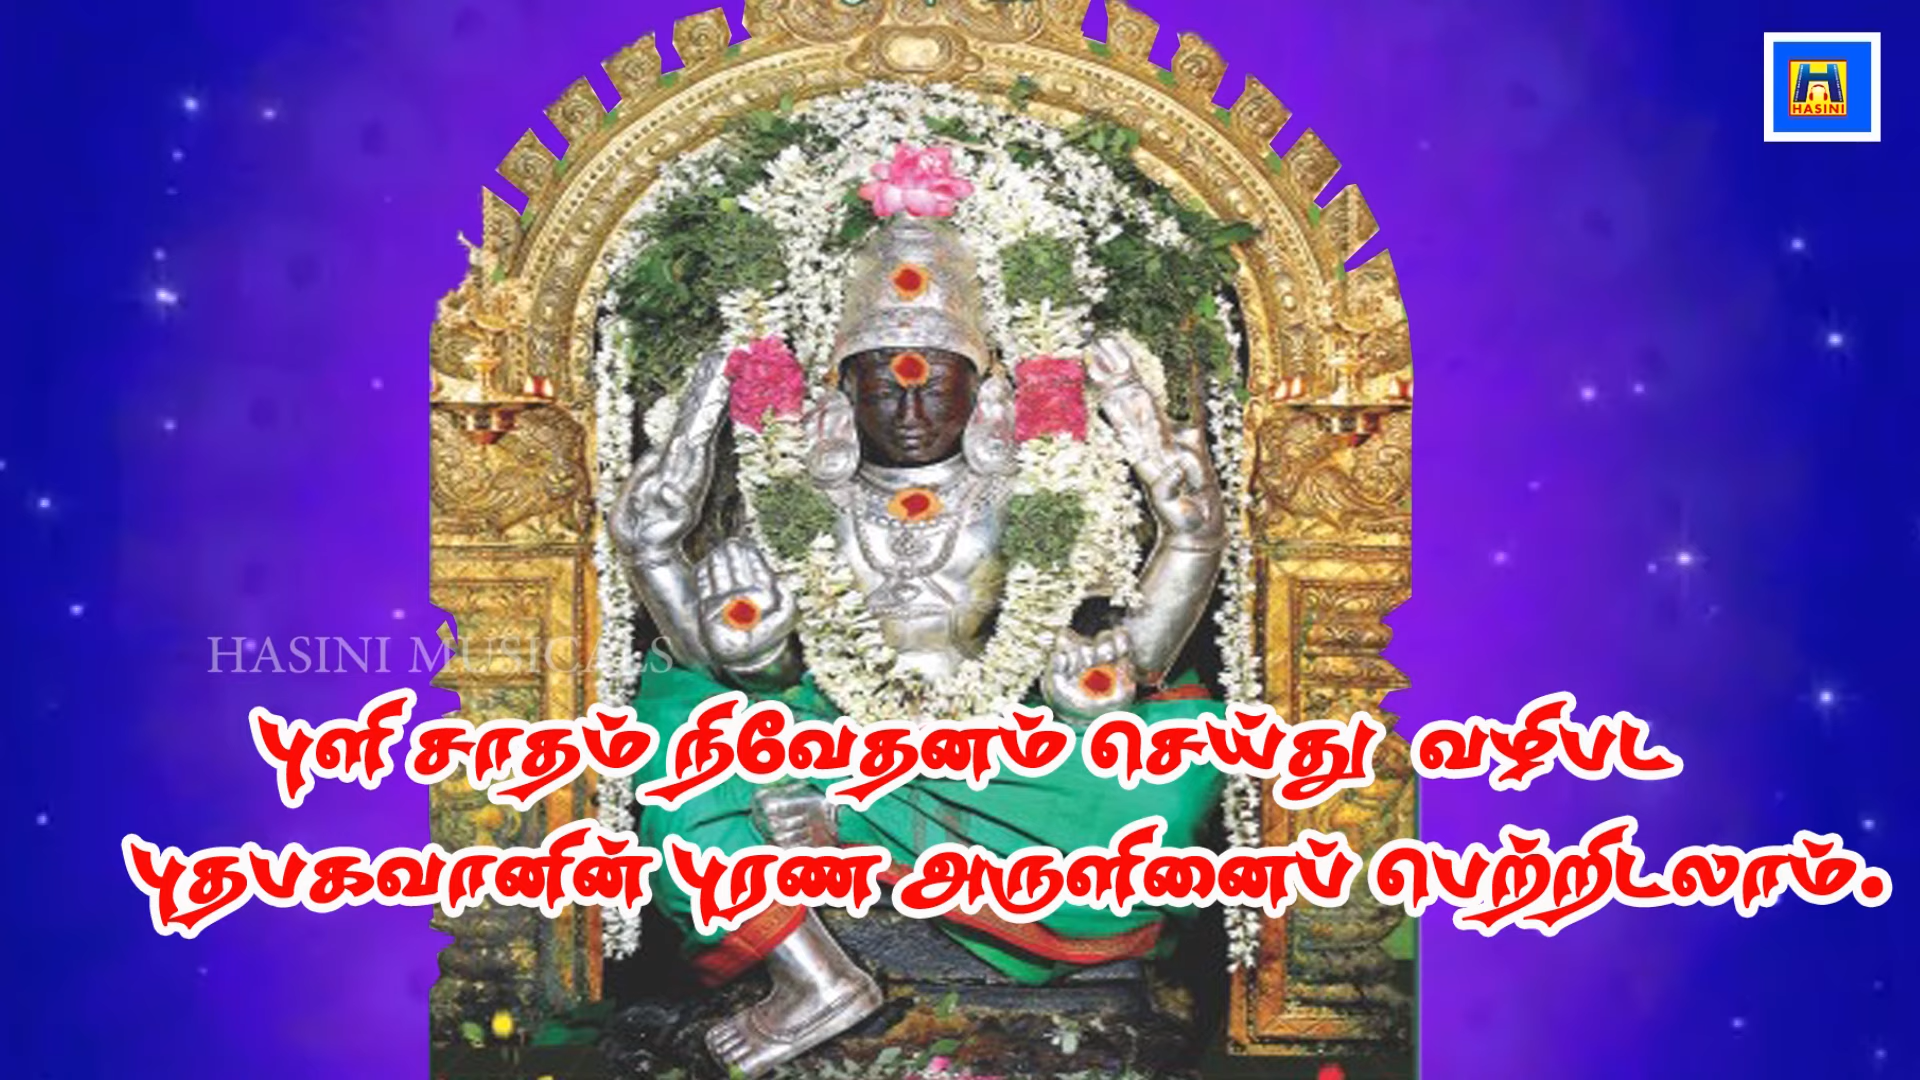 HASINI
HASINI MUSICALS
புளி சாதம் நிவேதனம் செய்து வழிபட
புதபகவானின் புரண அருளினைப் பெற்றிடலாம்.